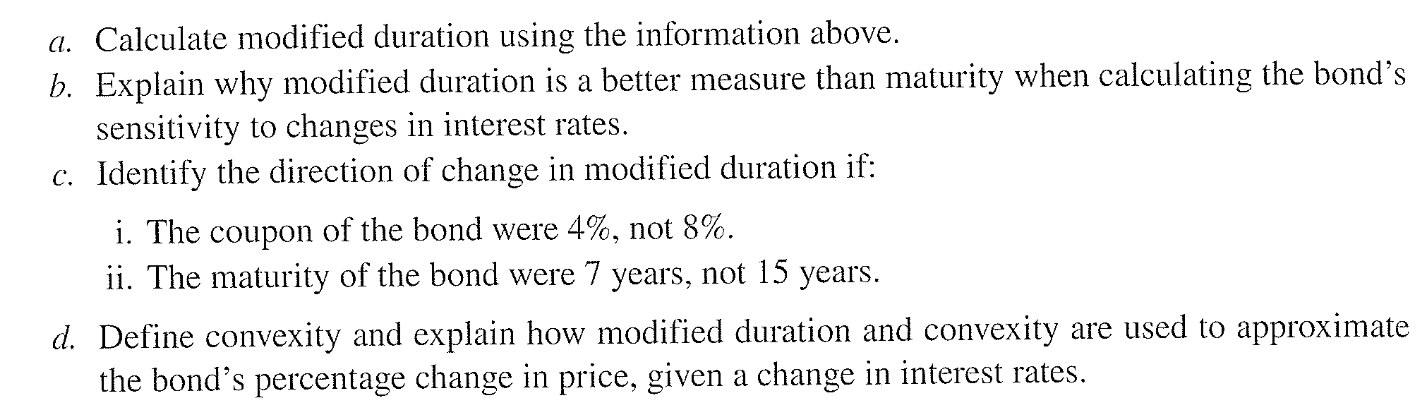 a. Calculate modified duration using the information above.
b. Explain why modified duration is a better measure than maturity when calculating the bond's
sensitivity to changes in interest rates.
c. Identify the direction of change in modified duration if:
i. The coupon of the bond were 4%, not 8%.
ii. The maturity of the bond were 7 years, not 15 years.
d. Define convexity and explain how modified duration and convexity are used to approximate
the bond's percentage change in price, given a change in interest rates.